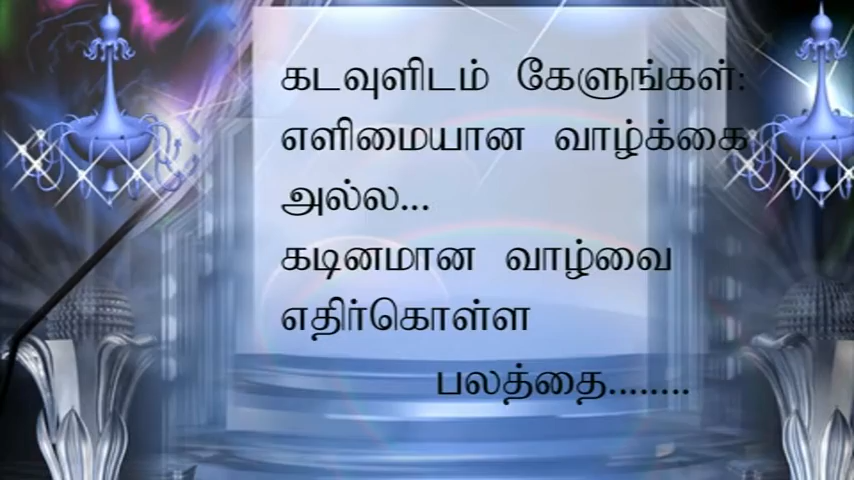 கடவுளிடம் கேளுங்கள்:
எளிமையான வாழ்க்கை
அல்ல...
கடினமான வாழ்வை
எதிர்கொள்ள
பலத்தை........